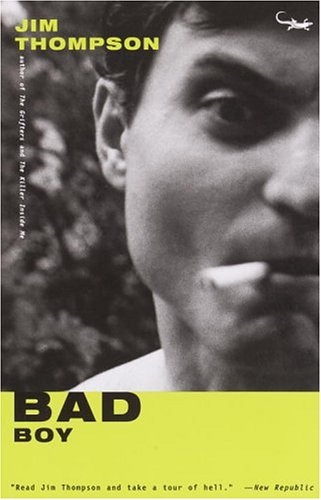 JIM
THOMPSON
author of The Grifters and The Killer Inside Me
BAD
BOY
"Read Jim Thompson and take a tour of hell." —New Republic